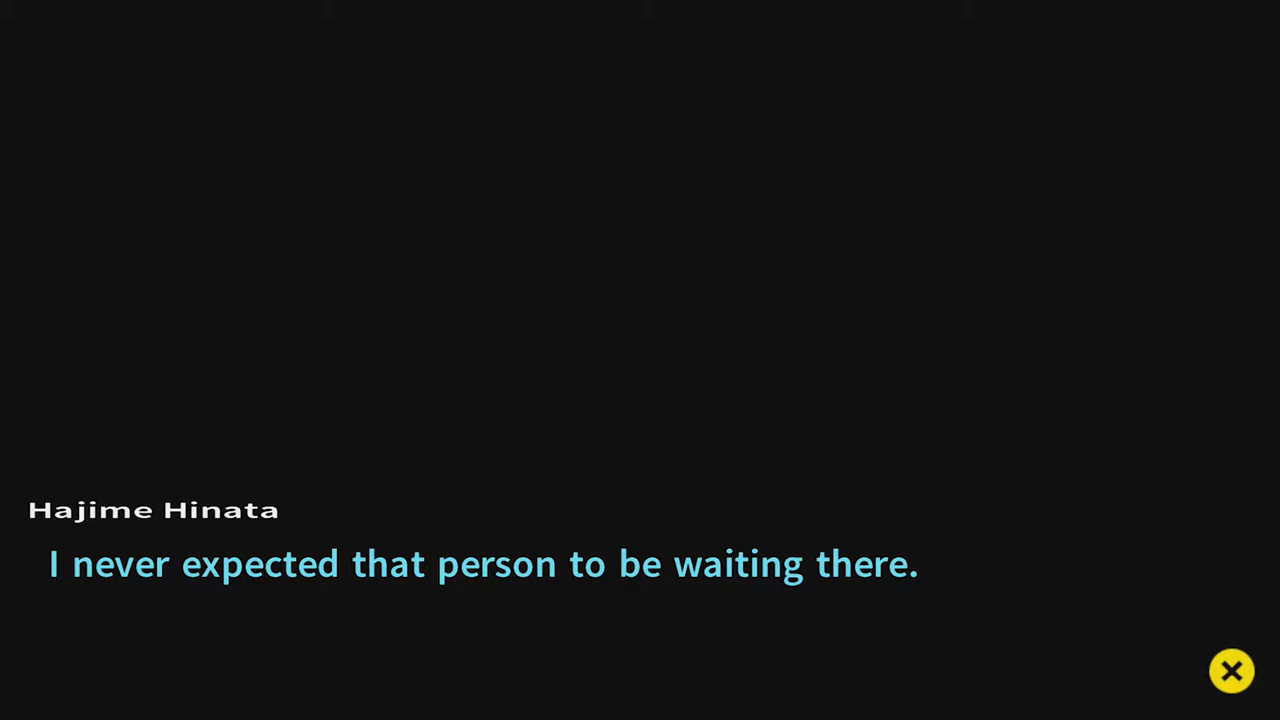 Hajime Hinata
I never expected that person to be waiting there.